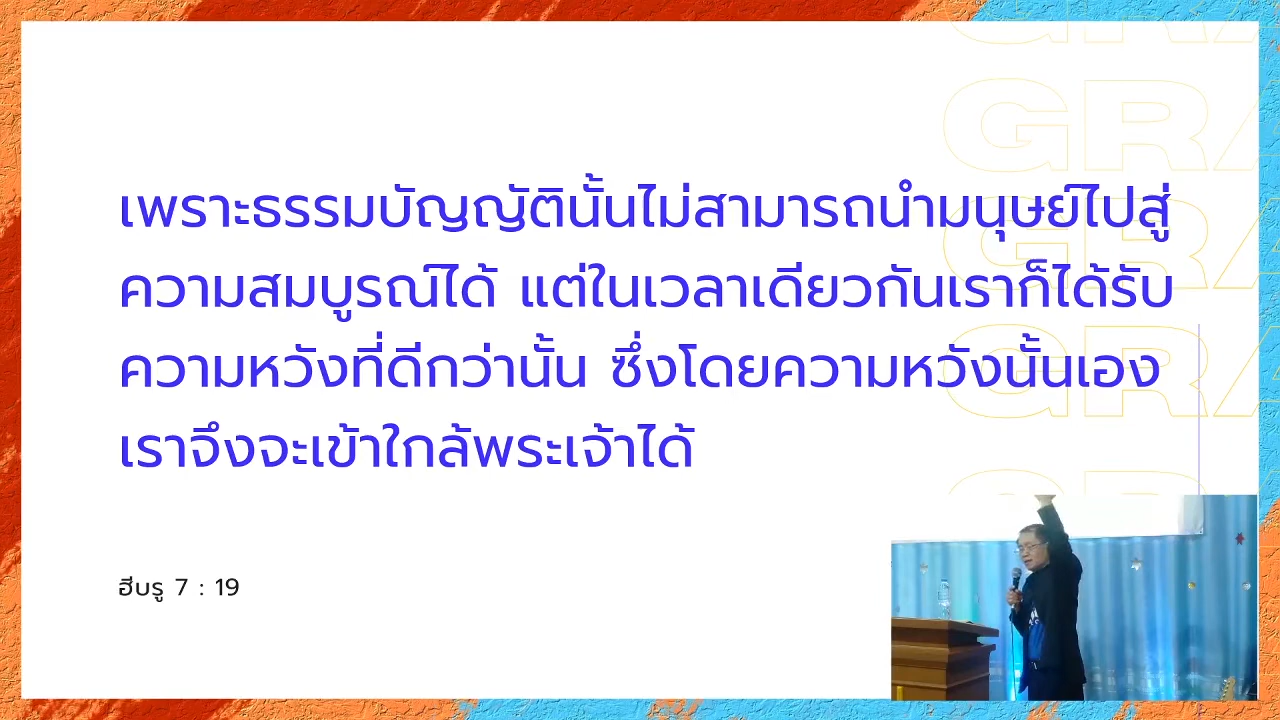 GRA
GRA
เพราะธรรมบัญญัตินั้นไม่สามารถนำมนุษย์ไปสู่
GRA
ความสมบูรณ์ได้ แต่ในเวลาเดียวกันเราก็ได้รับ
ความหวังที่ดีกว่านั้น ซึ่งโดยความหวังนั้นเอง
GRA
เราจึงจะเข้าใกล้พระเจ้าได้
ฮีบรู 7 : 19